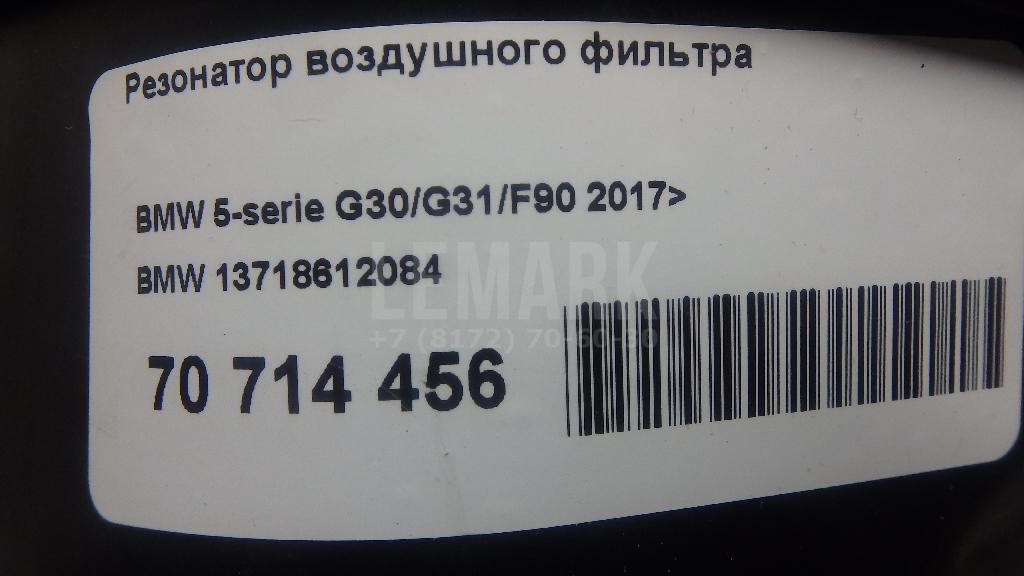 Резонатор воздушного фильтра
BMW 5-serie G30/G31/F90 2017>
BMW 13718612084
LEMARK
+7 (8172) 70-60-30
70 714 456